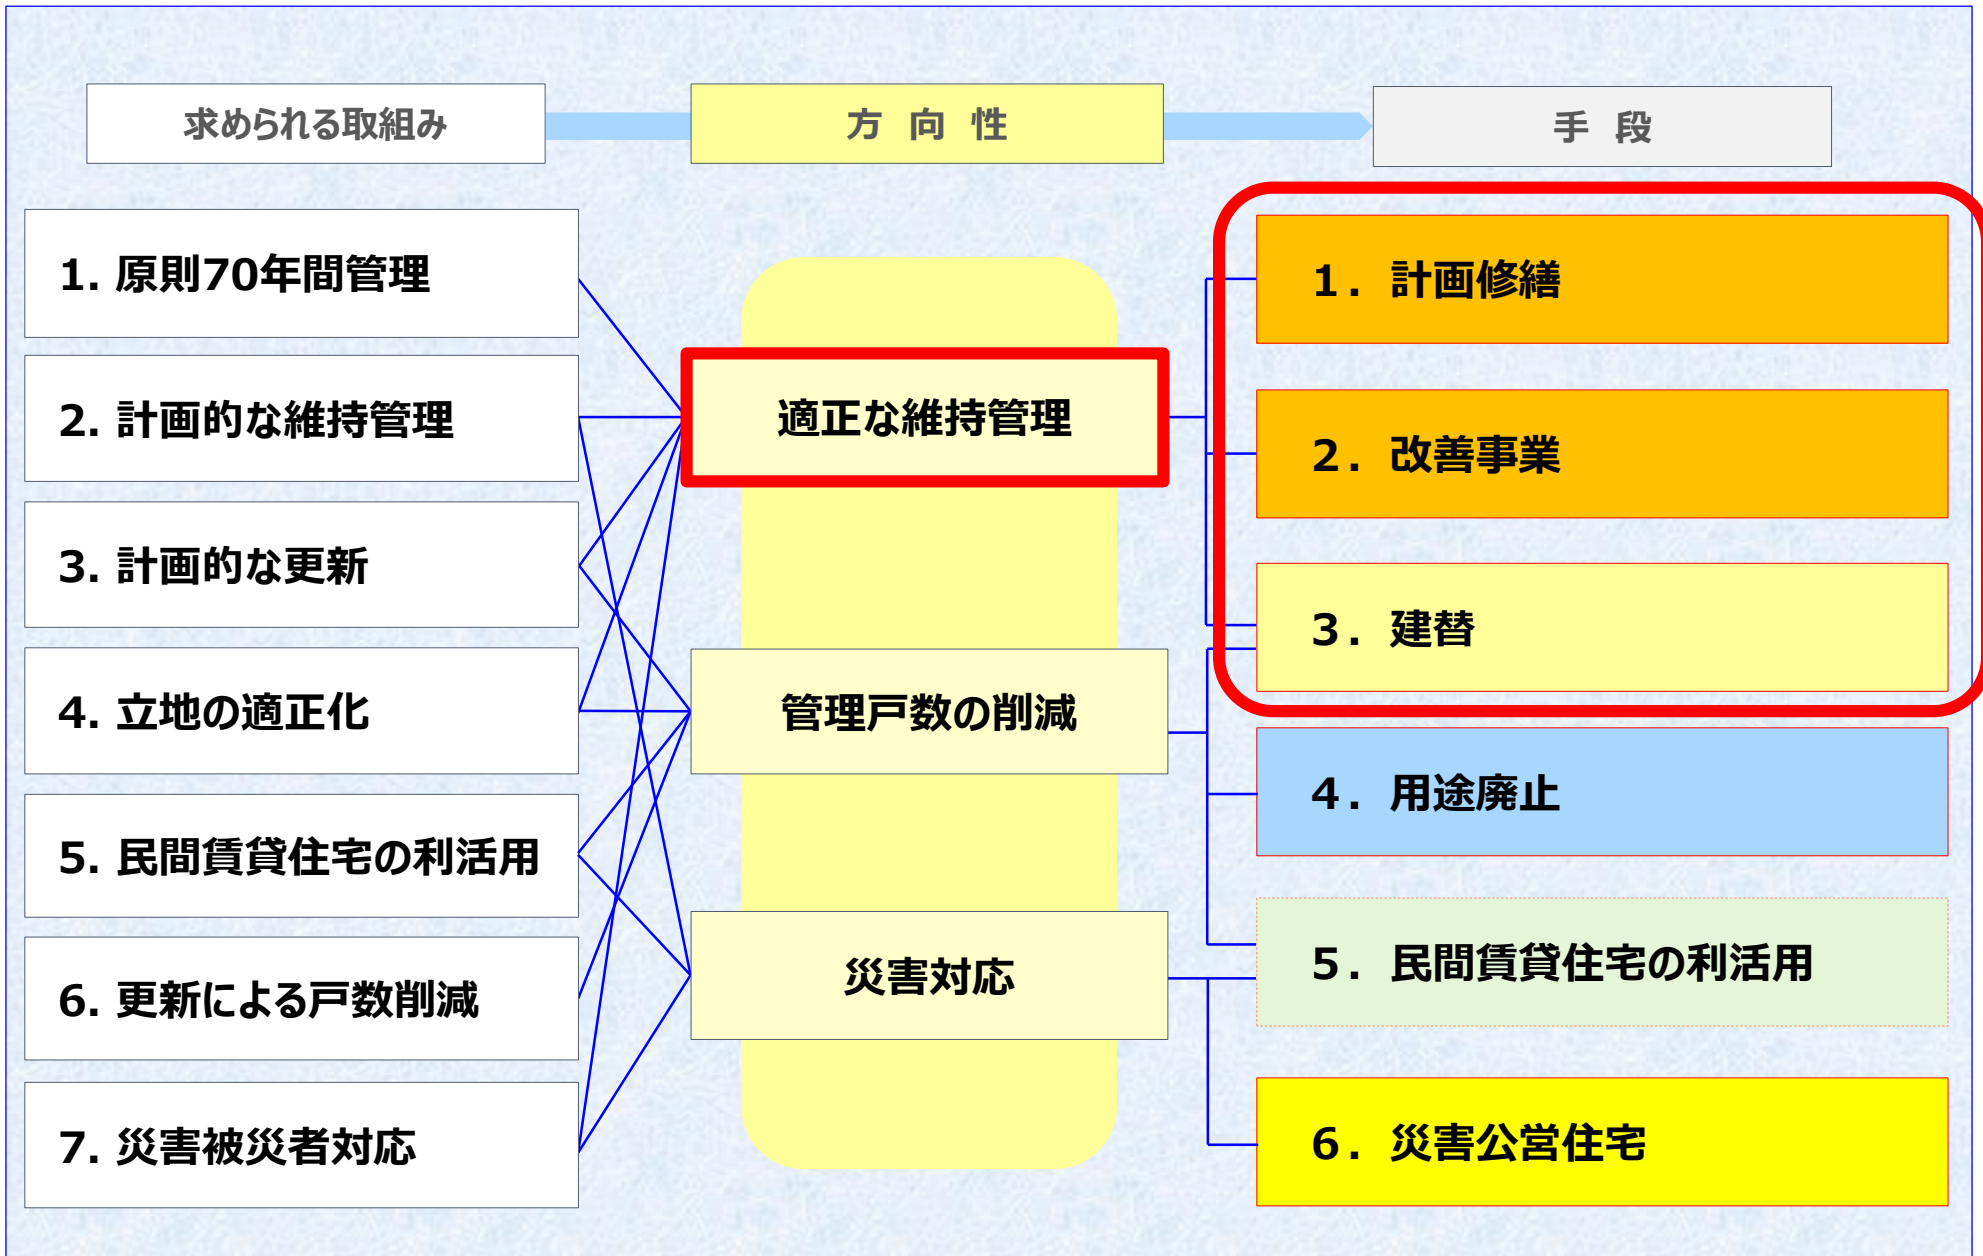 求められる取組み
方 向 性
手 段
1. 原則70年間管理
2. 計画的な維持管理
3. 計画的な更新
4. 立地の適正化
5. 民間賃貸住宅の利活用
6. 更新による戸数削減
7. 災害被災者対応
適正な維持管理
管理戸数の削減
災害対応
１．計画修繕
２．改善事業
３．建替
４．用途廃止
５．民間賃貸住宅の利活用
６．災害公営住宅